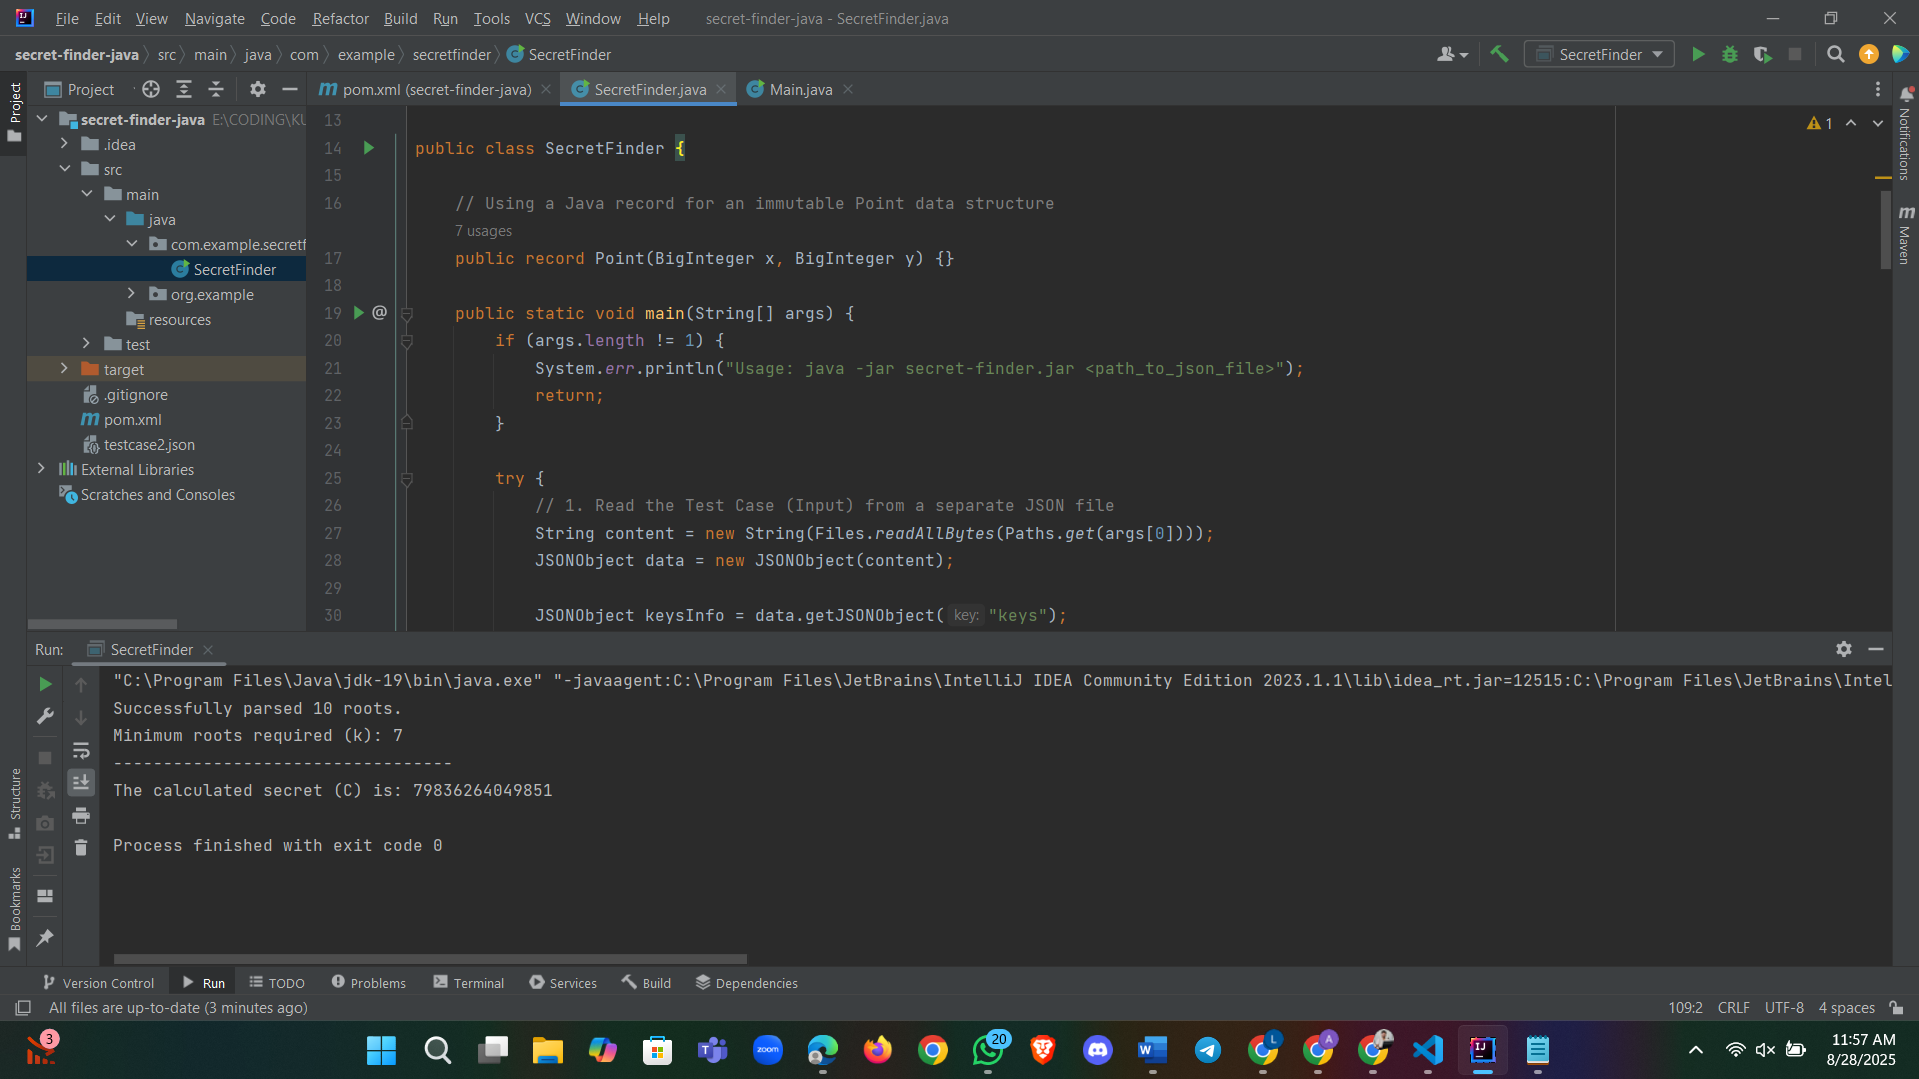 File Edit View Navigate Code Refactor Build Run Tools VCS Window Help secret-finder-java - SecretFinder.java
secret-finder-java src main java com example secretfinder SecretFinder SecretFinder
Project
pom.xml (secret-finder-java) SecretFinder.java Main.java
Project
secret-finder-java E:\CODING\KU
.idea
src
main
java
com.example.secretf
SecretFinder
org.example
resources
test
target
.gitignore
pom.xml
testcase2.json
External Libraries
Scratches and Consoles
13
14 public class SecretFinder {
15
16 // Using a Java record for an immutable Point data structure
7 usages
17 public record Point(BigInteger x, BigInteger y) {}
18
19 @ public static void main(String[] args) {
20 if (args.length != 1) {
21 System.err.println("Usage: java -jar secret-finder.jar <path_to_json_file>");
22 return;
23 }
24
25 try {
26 // 1. Read the Test Case (Input) from a separate JSON file
27 String content = new String(Files.readAllBytes(Paths.get(args[0])));
28 JSONObject data = new JSONObject(content);
29
30 JSONObject keysInfo = data.getJSONObject( key: "keys");
1
Notifications
m
Maven
Run: SecretFinder
"C:\Program Files\Java\jdk-19\bin\java.exe" "-javaagent:C:\Program Files\JetBrains\IntelliJ IDEA Community Edition 2023.1.1\lib\idea_rt.jar=12515:C:\Program Files\JetBrains\Intel
Successfully parsed 10 roots.
Minimum roots required (k): 7
----------------------------------
The calculated secret (C) is: 79836264049851
Process finished with exit code 0
Structure
Bookmarks
Version Control Run TODO Problems Terminal Services Build Dependencies
All files are up-to-date (3 minutes ago) 109:2 CRLF UTF-8 4 spaces
3
zoom
20
L
A
IJ
11:57 AM
8/28/2025